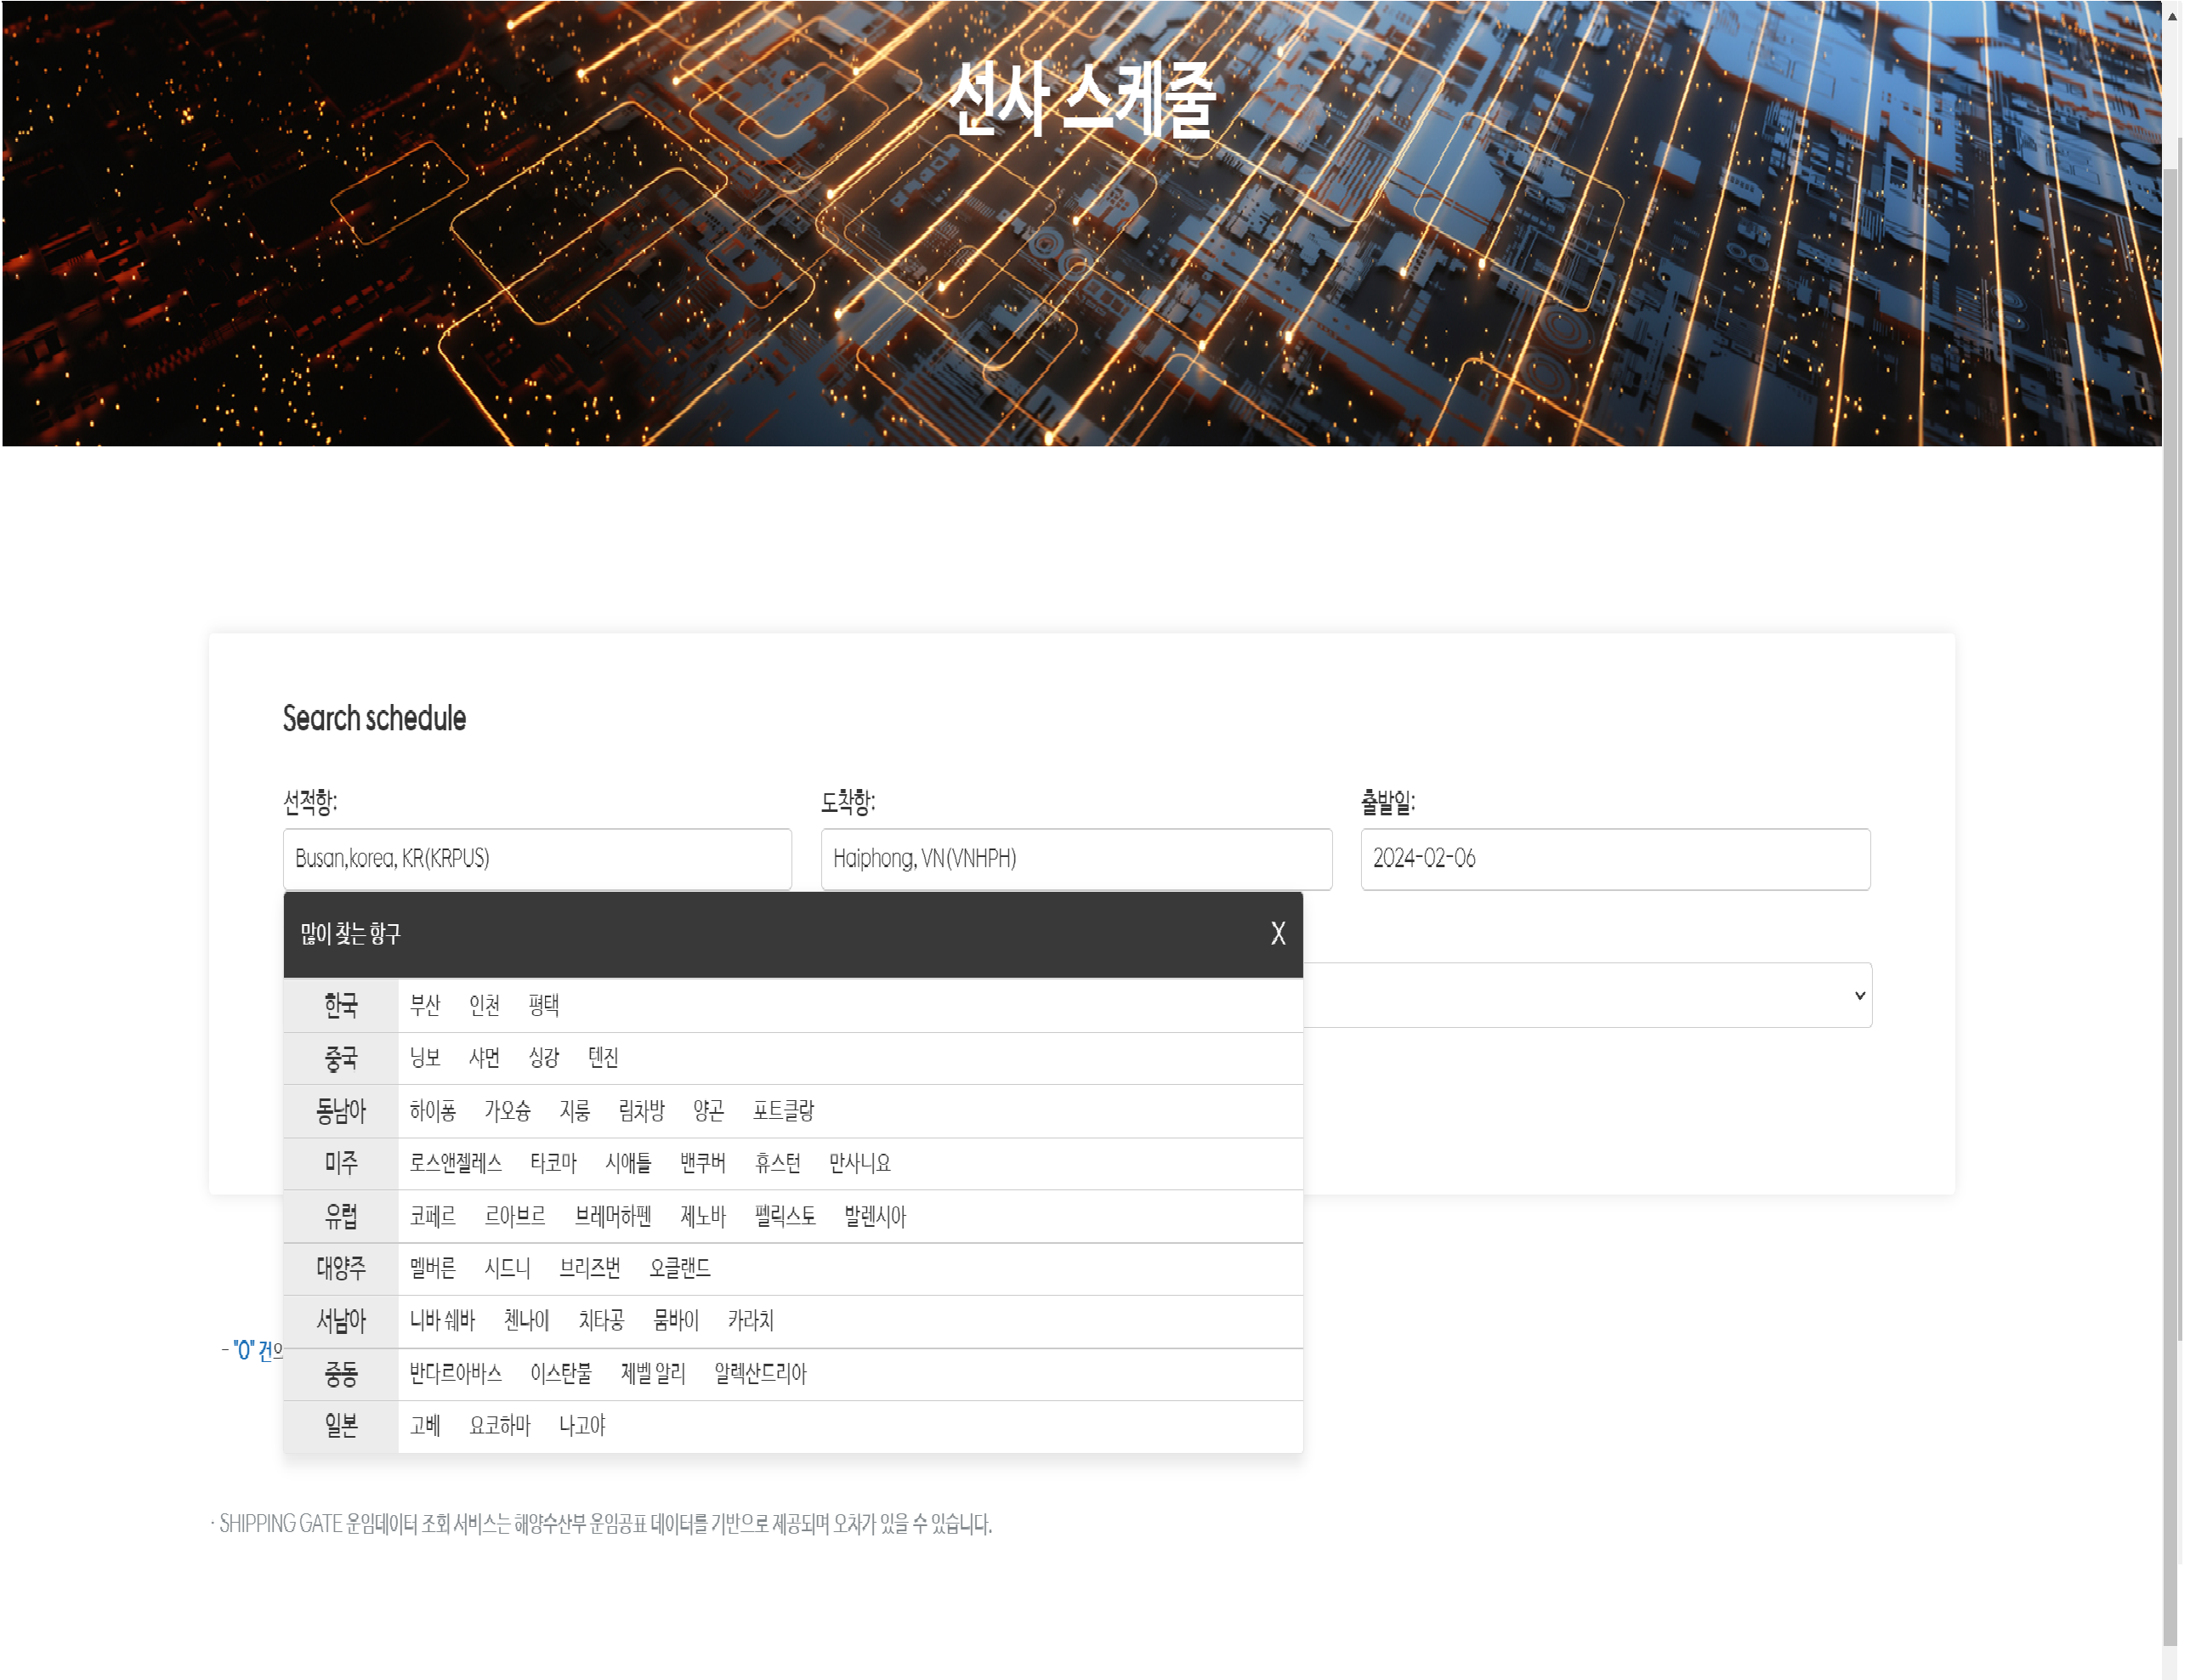 선사 스케줄
Search schedule
선적항: 도착항: 출발일:
Busan,korea, KR(KRPUS) Haiphong, VN(VNHPH) 2024-02-06
많이 찾는 항구 X
한국 부산 인천 평택
중국 닝보 샤먼 싱강 텐진
동남아 하이퐁 가오슝 지룽 림차방 양곤 포트클랑
미주 로스앤젤레스 타코마 시애틀 밴쿠버 휴스턴 만사니요
유럽 코페르 르아브르 브레머하펜 제노바 펠릭스토 발렌시아
대양주 멜버른 시드니 브리즈번 오클랜드
서남아 니바 쉐바 첸나이 치타공 뭄바이 카라치
- "0" 건의
중동 반다르아바스 이스탄불 제벨 알리 알렉산드리아
일본 고베 요코하마 나고야
· SHIPPING GATE 운임데이터 조회 서비스는 해양수산부 운임공표 데이터를 기반으로 제공되며 오차가 있을 수 있습니다.